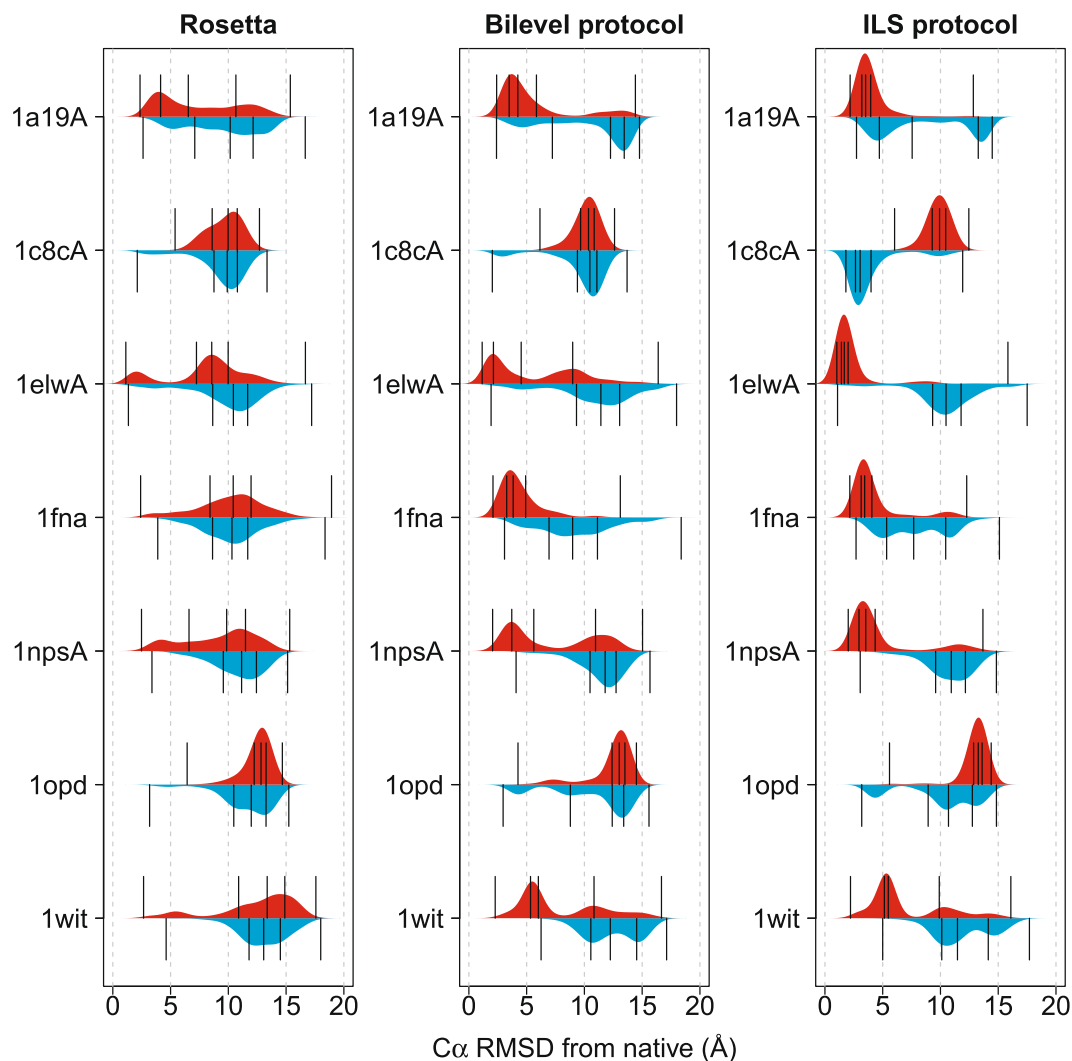 Rosetta Bilevel protocol ILS protocol
1a19A 1a19A 1a19A
1c8cA 1c8cA 1c8cA
1elwA 1elwA 1elwA
1fna 1fna 1fna
1npsA 1npsA 1npsA
1opd 1opd 1opd
1wit 1wit 1wit
0 5 10 15 20 0 5 10 15 20 0 5 10 15 20
Cα RMSD from native (Å)